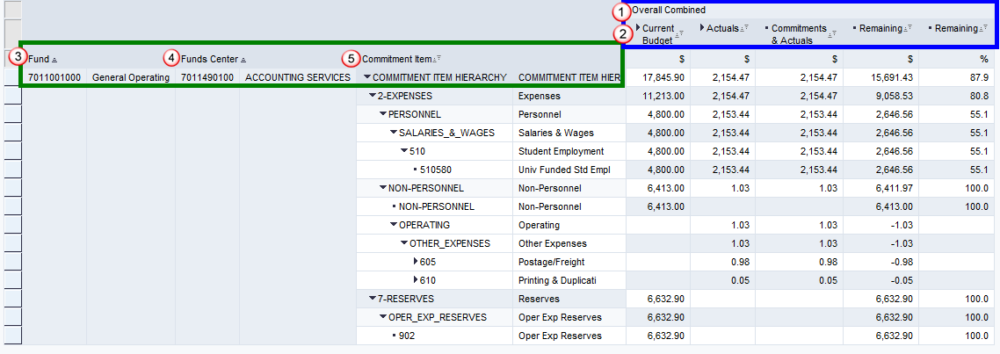 1 Overall Combined
2 Current Budget Actuals Commitments & Actuals Remaining Remaining
3 Fund 4 Funds Center 5 Commitment Item $ $ $ $ %
7011001000 General Operating 7011490100 ACCOUNTING SERVICES COMMITMENT ITEM HIERARCHY COMMITMENT ITEM HIER 17,845.90 2,154.47 2,154.47 15,691.43 87.9
2-EXPENSES Expenses 11,213.00 2,154.47 2,154.47 9,058.53 80.8
PERSONNEL Personnel 4,800.00 2,153.44 2,153.44 2,646.56 55.1
SALARIES_&_WAGES Salaries & Wages 4,800.00 2,153.44 2,153.44 2,646.56 55.1
510 Student Employment 4,800.00 2,153.44 2,153.44 2,646.56 55.1
510580 Univ Funded Std Empl 4,800.00 2,153.44 2,153.44 2,646.56 55.1
NON-PERSONNEL Non-Personnel 6,413.00 1.03 1.03 6,411.97 100.0
NON-PERSONNEL Non-Personnel 6,413.00 6,413.00 100.0
OPERATING Operating 1.03 1.03 -1.03
OTHER_EXPENSES Other Expenses 1.03 1.03 -1.03
605 Postage/Freight 0.98 0.98 -0.98
610 Printing & Duplicati 0.05 0.05 -0.05
7-RESERVES Reserves 6,632.90 6,632.90 100.0
OPER_EXP_RESERVES Oper Exp Reserves 6,632.90 6,632.90 100.0
902 Oper Exp Reserves 6,632.90 6,632.90 100.0